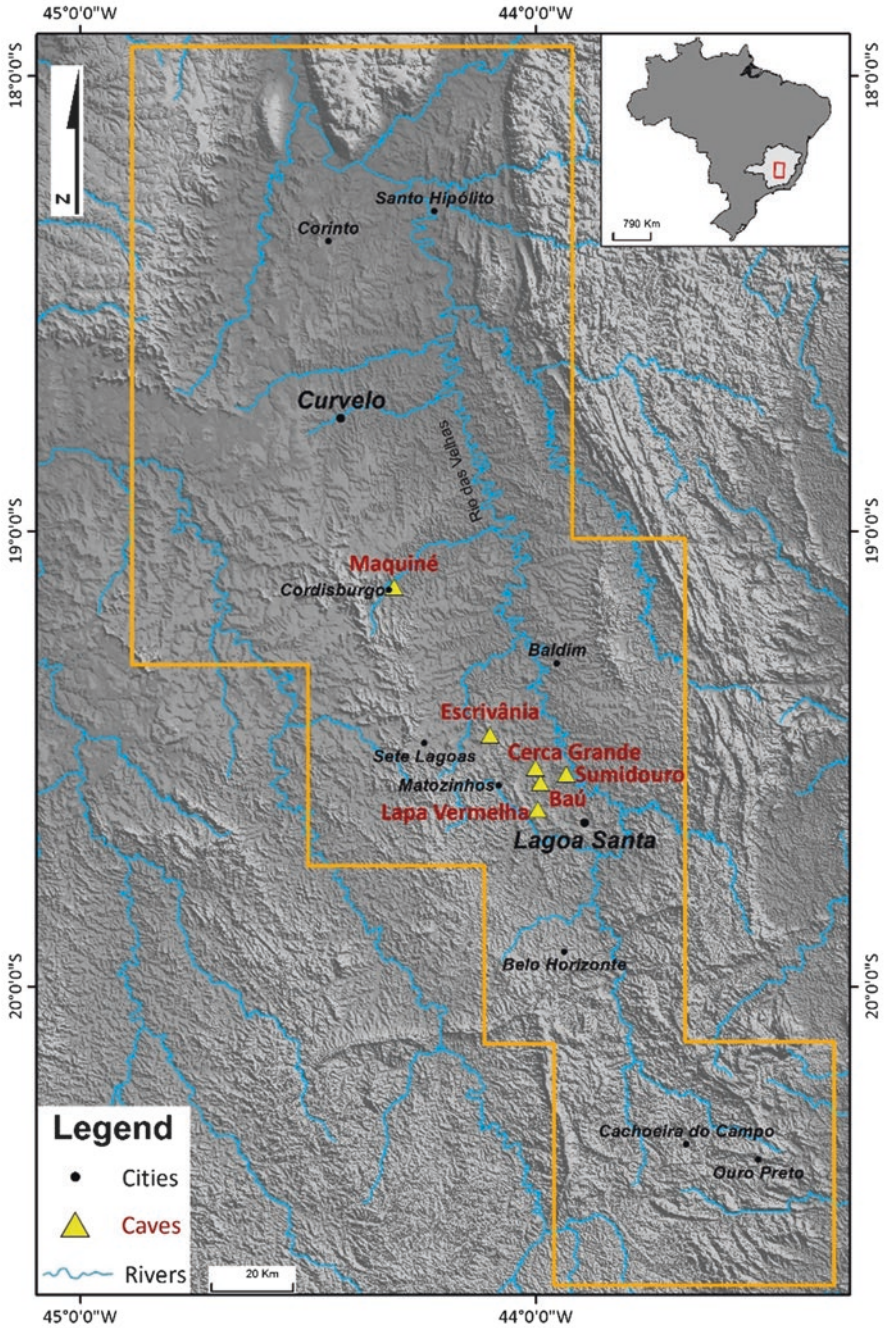 45°0'0"W
44°0'0"W
18°0'0"S
18°0'0"S
N
790 Km
Santo Hipólito
Corinto
Curvelo
Rio das Velhas
19°0'0"S
19°0'0"S
Maquiné
Cordisburgo
Baldim
Escrivânia
Sete Lagoas
Cerca Grande
Sumidouro
Matozinhos
Baú
Lapa Vermelha
Lagoa Santa
Belo Horizonte
20°0'0"S
20°0'0"S
Cachoeira do Campo
Ouro Preto
Legend
Cities
Caves
Rivers
20 Km
45°0'0"W
44°0'0"W